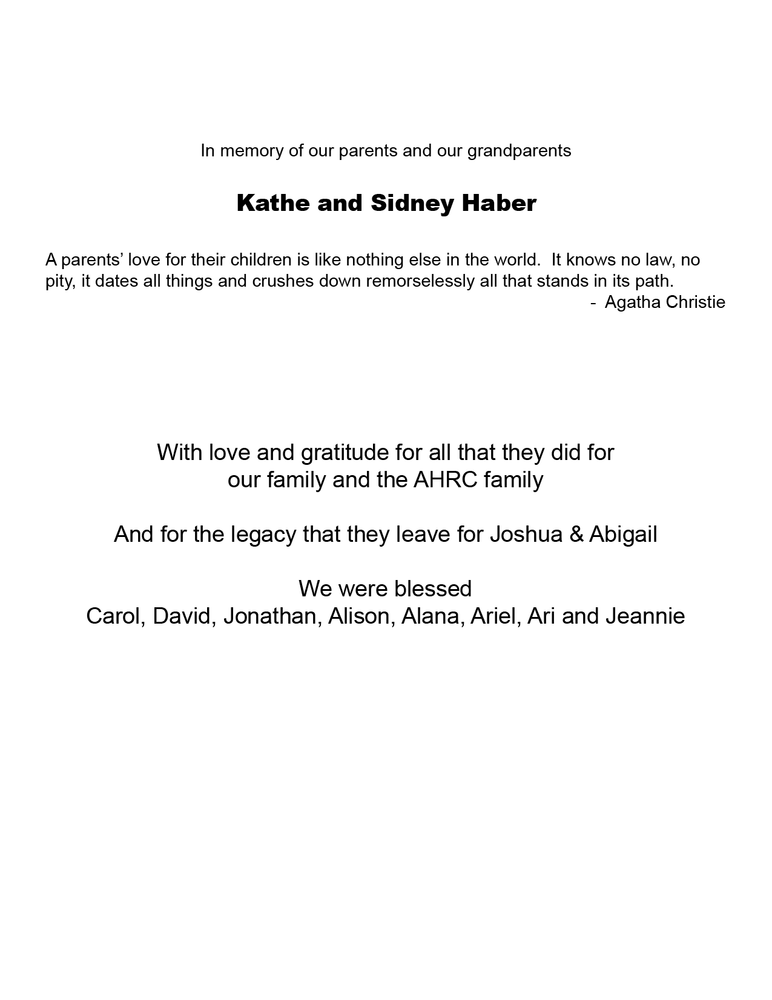 In memory of our parents and our grandparents
Kathe and Sidney Haber
A parents’ love for their children is like nothing else in the world.  It knows no law, no
pity, it dates all things and crushes down remorselessly all that stands in its path.
-  Agatha Christie
With love and gratitude for all that they did for
our family and the AHRC family
And for the legacy that they leave for Joshua & Abigail
We were blessed
Carol, David, Jonathan, Alison, Alana, Ariel, Ari and Jeannie